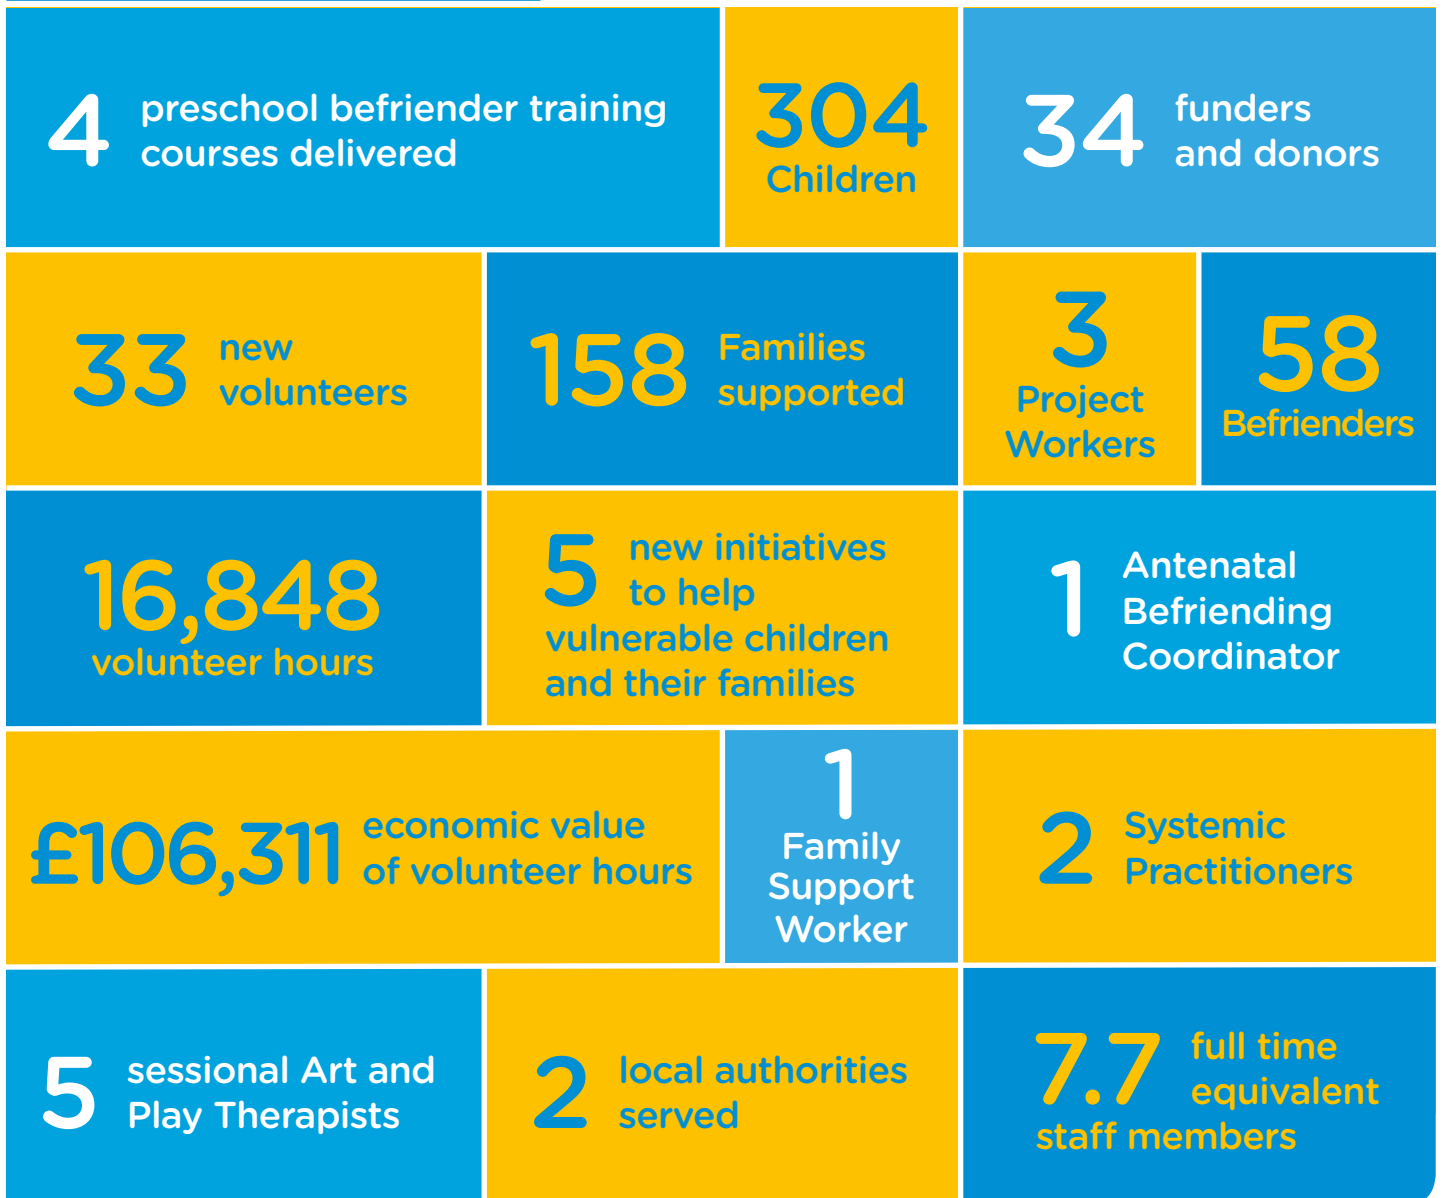 4 preschool befriender training
courses delivered
304
Children
34 funders
and donors
33 new
volunteers
158 Families
supported
3
Project
Workers
58
Befrienders
16,848
volunteer hours
5 new initiatives
to help
vulnerable children
and their families
1 Antenatal
Befriending
Coordinator
£106,311 economic value
of volunteer hours
1
Family
Support
Worker
2 Systemic
Practitioners
5 sessional Art and
Play Therapists
2 local authorities
served
7.7 full time
equivalent
staff members